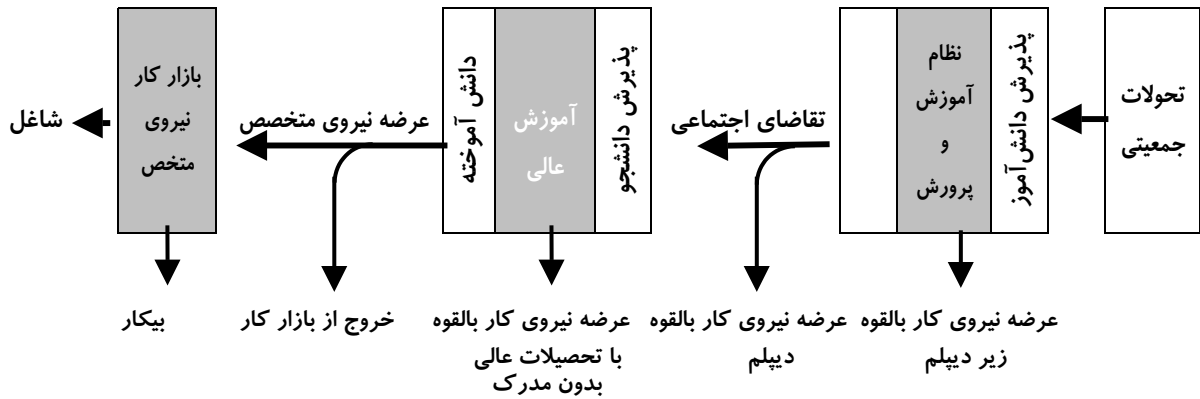 تحولات
جمعیتی
پذیرش دانش‌آموز
نظام
آموزش
و
پرورش
تقاضای اجتماعی
پذیرش دانشجو
آموزش
عالی
دانش آموخته
عرضه نیروی متخصص
بازار کار
نیروی
متخص
شاغل
عرضه نیروی کار بالقوه
زیر دیپلم
عرضه نیروی کار بالقوه
دیپلم
عرضه نیروی کار بالقوه
با تحصیلات عالی
بدون مدرک
خروج از بازار کار
بیکار